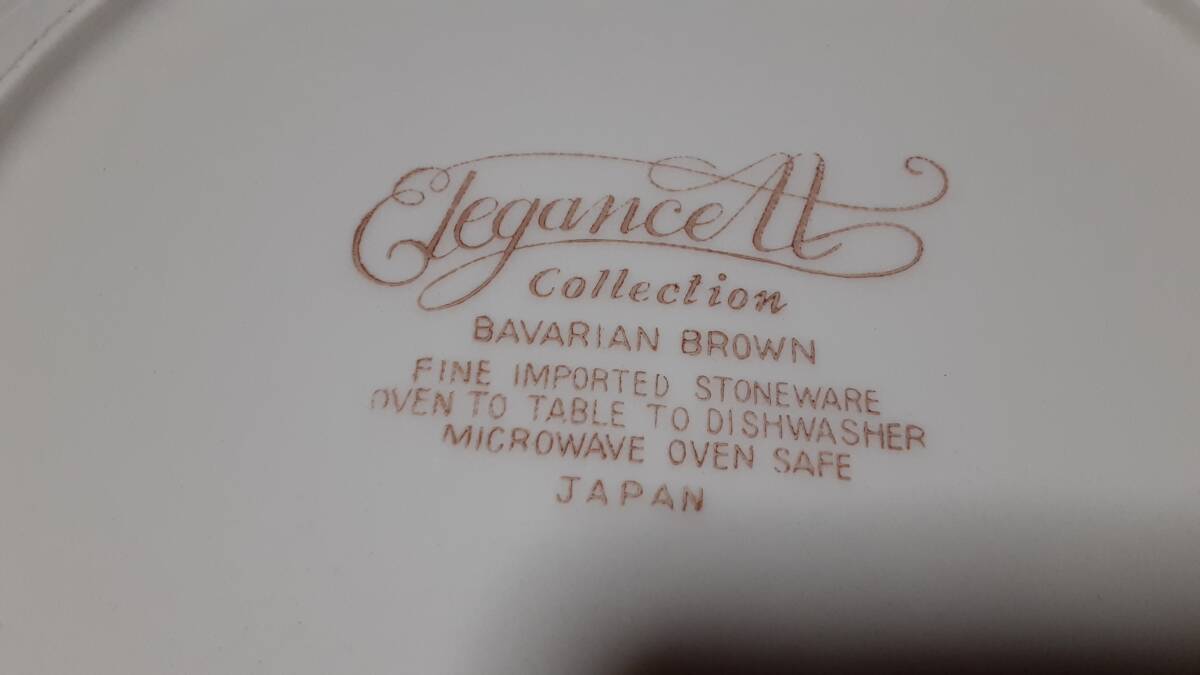 Elegance
Collection
BAVARIAN BROWN
FINE IMPORTED STONEWARE
OVEN TO TABLE TO DISHWASHER
MICROWAVE OVEN SAFE
JAPAN